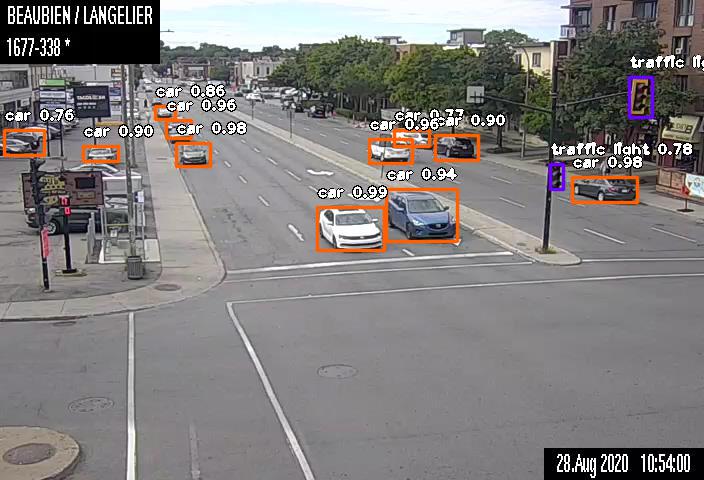 BEAUBIEN / LANGELIER
1677-338 *
car 0.86
car 0.96
car 0.76
car 0.90
car 0.98
car 0.77
car 0.96
car 0.90
traffic lig
traffic light 0.78
car 0.98
car 0.94
car 0.99
28.Aug 2020 10:54:00